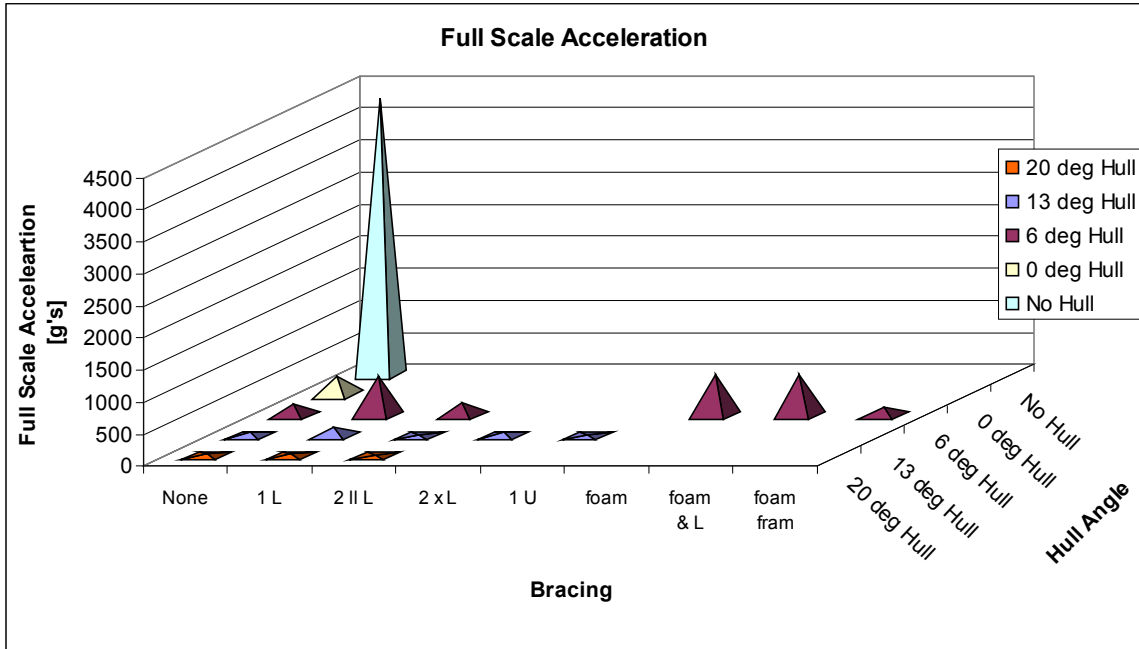 Full Scale Acceleration
Full Scale Acceleartion
[g's]
4500
4000
3500
3000
2500
2000
1500
1000
500
0
None
1 L
2 ll L
2 x L
1 U
foam
foam
& L
foam
fram
Bracing
20 deg Hull
13 deg Hull
6 deg Hull
0 deg Hull
No Hull
Hull Angle
20 deg Hull
13 deg Hull
6 deg Hull
0 deg Hull
No Hull